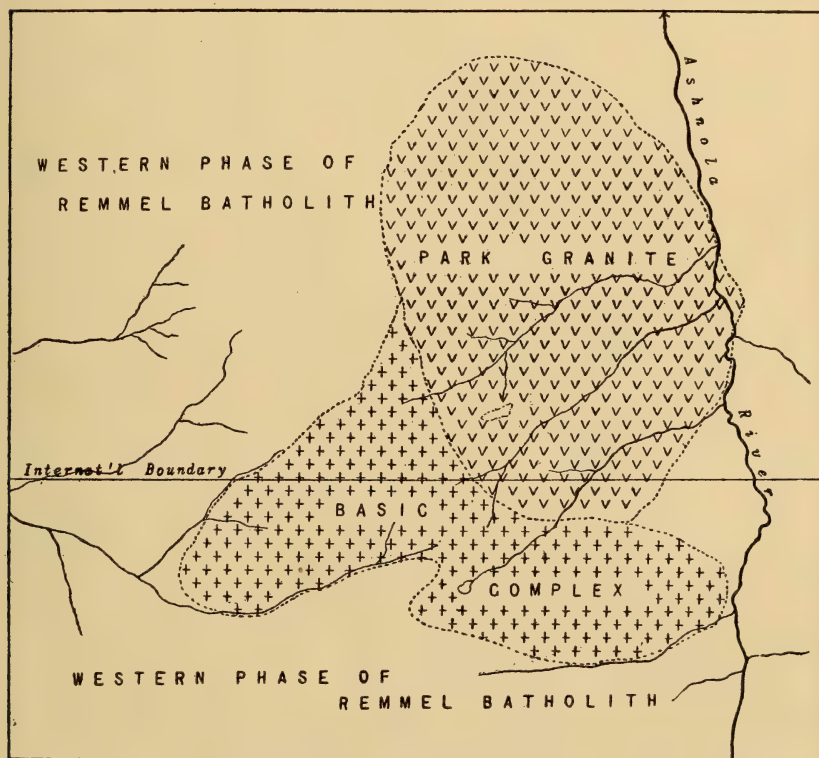 Ashnola
WESTERN PHASE OF
REMMEL BATHOLITH
PARK GRANITE
River
Internat'l Boundary
BASIC
COMPLEX
WESTERN PHASE OF
REMMEL BATHOLITH